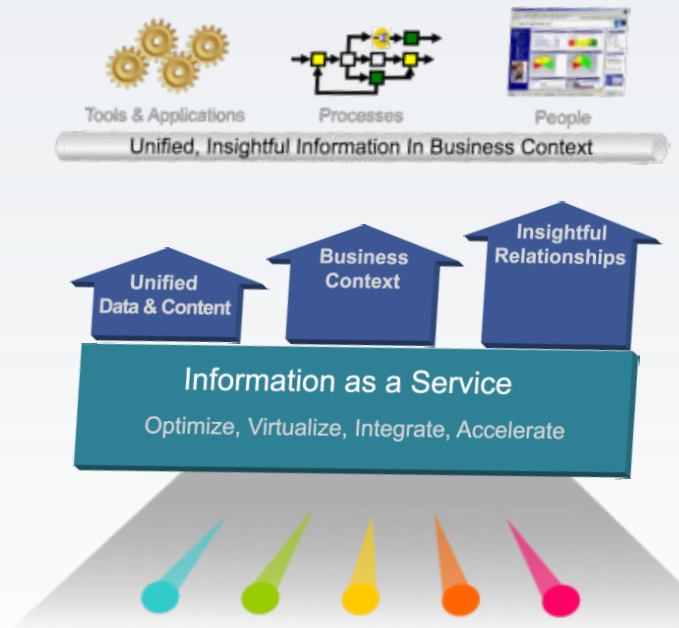 Tools & Applications
Processes
People
Unified, Insightful Information In Business Context
Unified
Data & Content
Business
Context
Insightful
Relationships
Information as a Service
Optimize, Virtualize, Integrate, Accelerate